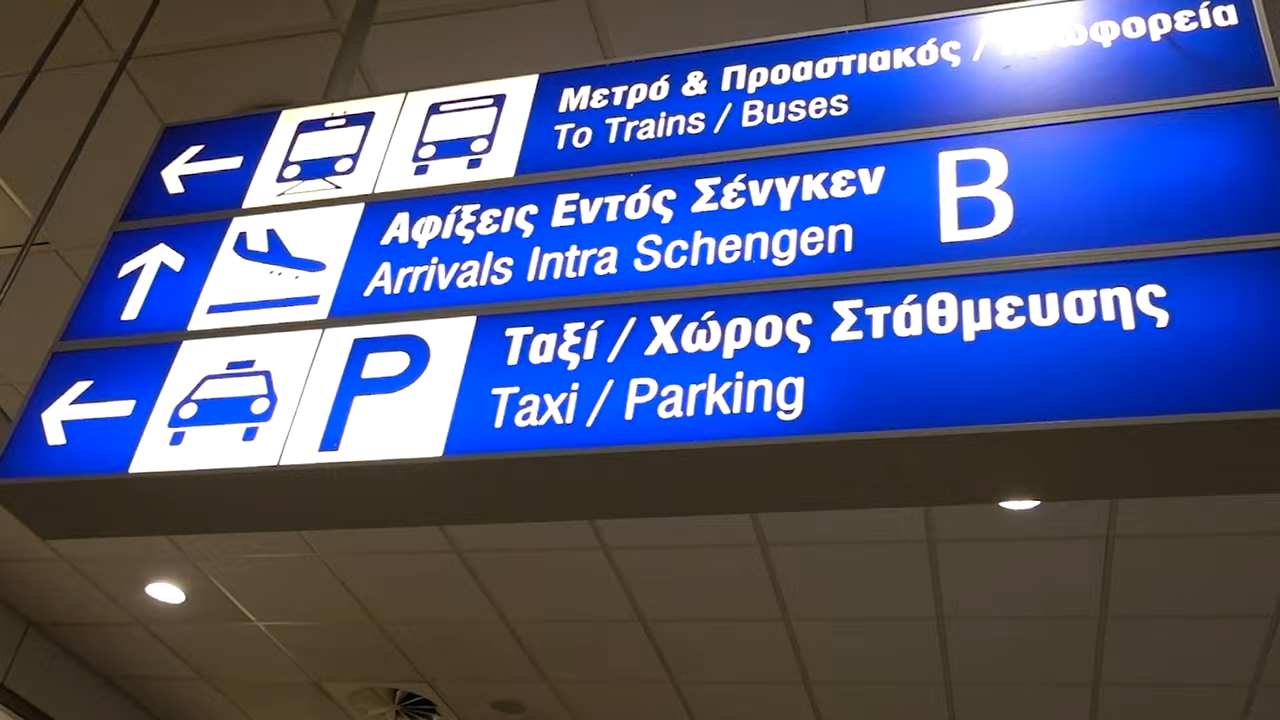 Μετρό & Προαστιακός /
To Trains / Buses
Αφίξεις Εντός Σένγκεν
Arrivals Intra Schengen
B
P
Ταξί / Χώρος Στάθμευσης
Taxi / Parking